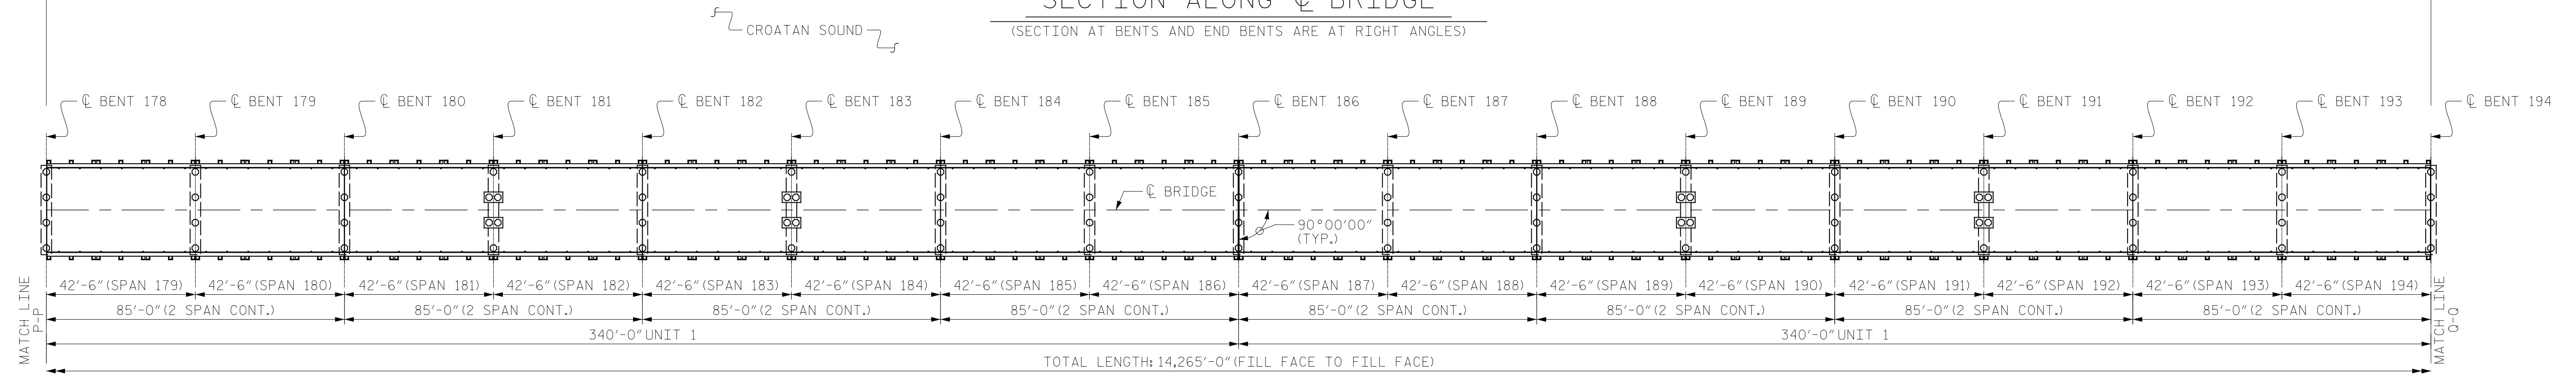 SECTION ALONG ℄ BRIDGE
(SECTION AT BENTS AND END BENTS ARE AT RIGHT ANGLES)
CROATAN SOUND
℄ BENT 178
℄ BENT 179
℄ BENT 180
℄ BENT 181
℄ BENT 182
℄ BENT 183
℄ BENT 184
℄ BENT 185
℄ BENT 186
℄ BENT 187
℄ BENT 188
℄ BENT 189
℄ BENT 190
℄ BENT 191
℄ BENT 192
℄ BENT 193
℄ BENT 194
℄ BRIDGE
90°00'00"
(TYP.)
42'-6"(SPAN 179)
42'-6"(SPAN 180)
42'-6"(SPAN 181)
42'-6"(SPAN 182)
42'-6"(SPAN 183)
42'-6"(SPAN 184)
42'-6"(SPAN 185)
42'-6"(SPAN 186)
42'-6"(SPAN 187)
42'-6"(SPAN 188)
42'-6"(SPAN 189)
42'-6"(SPAN 190)
42'-6"(SPAN 191)
42'-6"(SPAN 192)
42'-6"(SPAN 193)
42'-6"(SPAN 194)
85'-0"(2 SPAN CONT.)
85'-0"(2 SPAN CONT.)
85'-0"(2 SPAN CONT.)
85'-0"(2 SPAN CONT.)
85'-0"(2 SPAN CONT.)
85'-0"(2 SPAN CONT.)
85'-0"(2 SPAN CONT.)
85'-0"(2 SPAN CONT.)
340'-0"UNIT 1
340'-0"UNIT 1
TOTAL LENGTH: 14,265'-0"(FILL FACE TO FILL FACE)
MATCH LINE
P-P
MATCH LINE
Q-Q